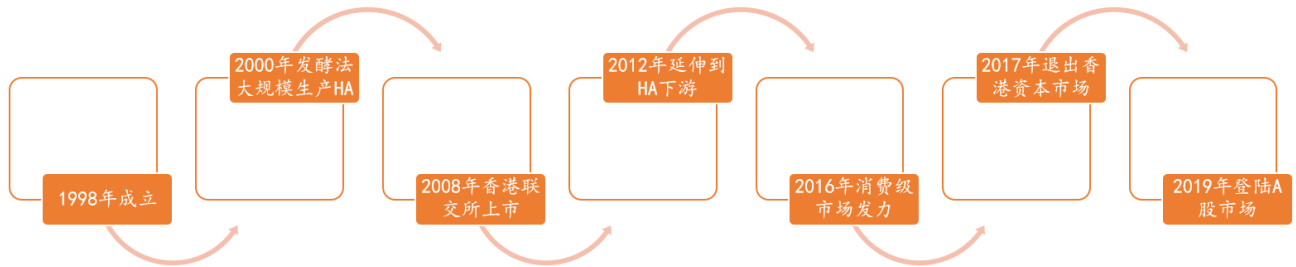 1998年成立
2000年发酵法
大规模生产HA
2008年香港联
交所上市
2012年延伸到
HA下游
2016年消费级
市场发力
2017年退出香
港资本市场
2019年登陆A
股市场